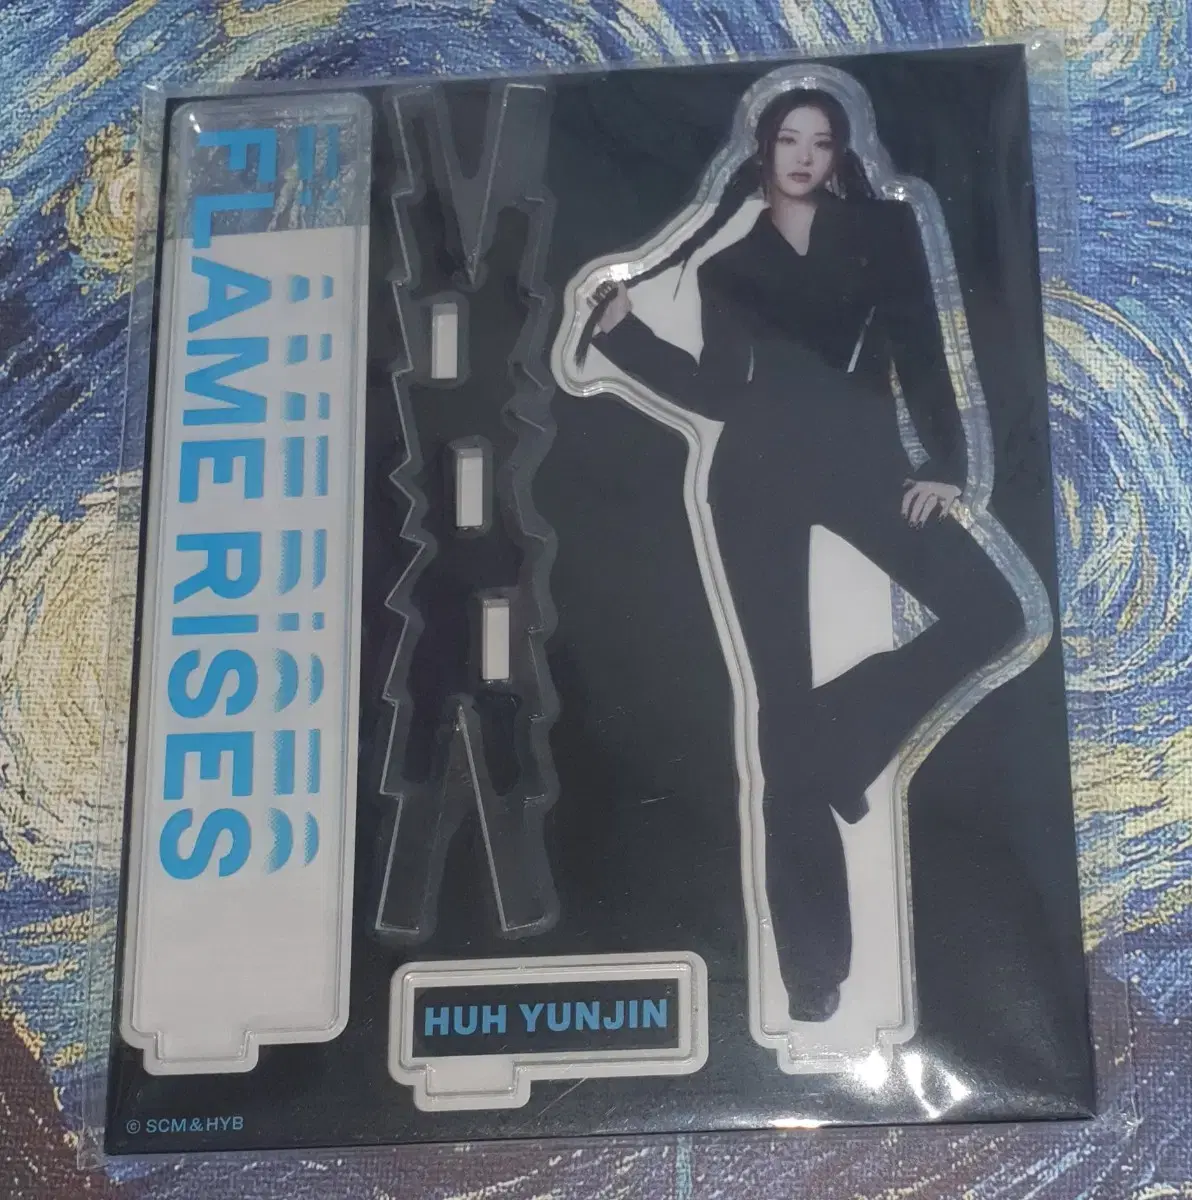 FLAME RISES
HUH YUNJIN
© SCM & HYB